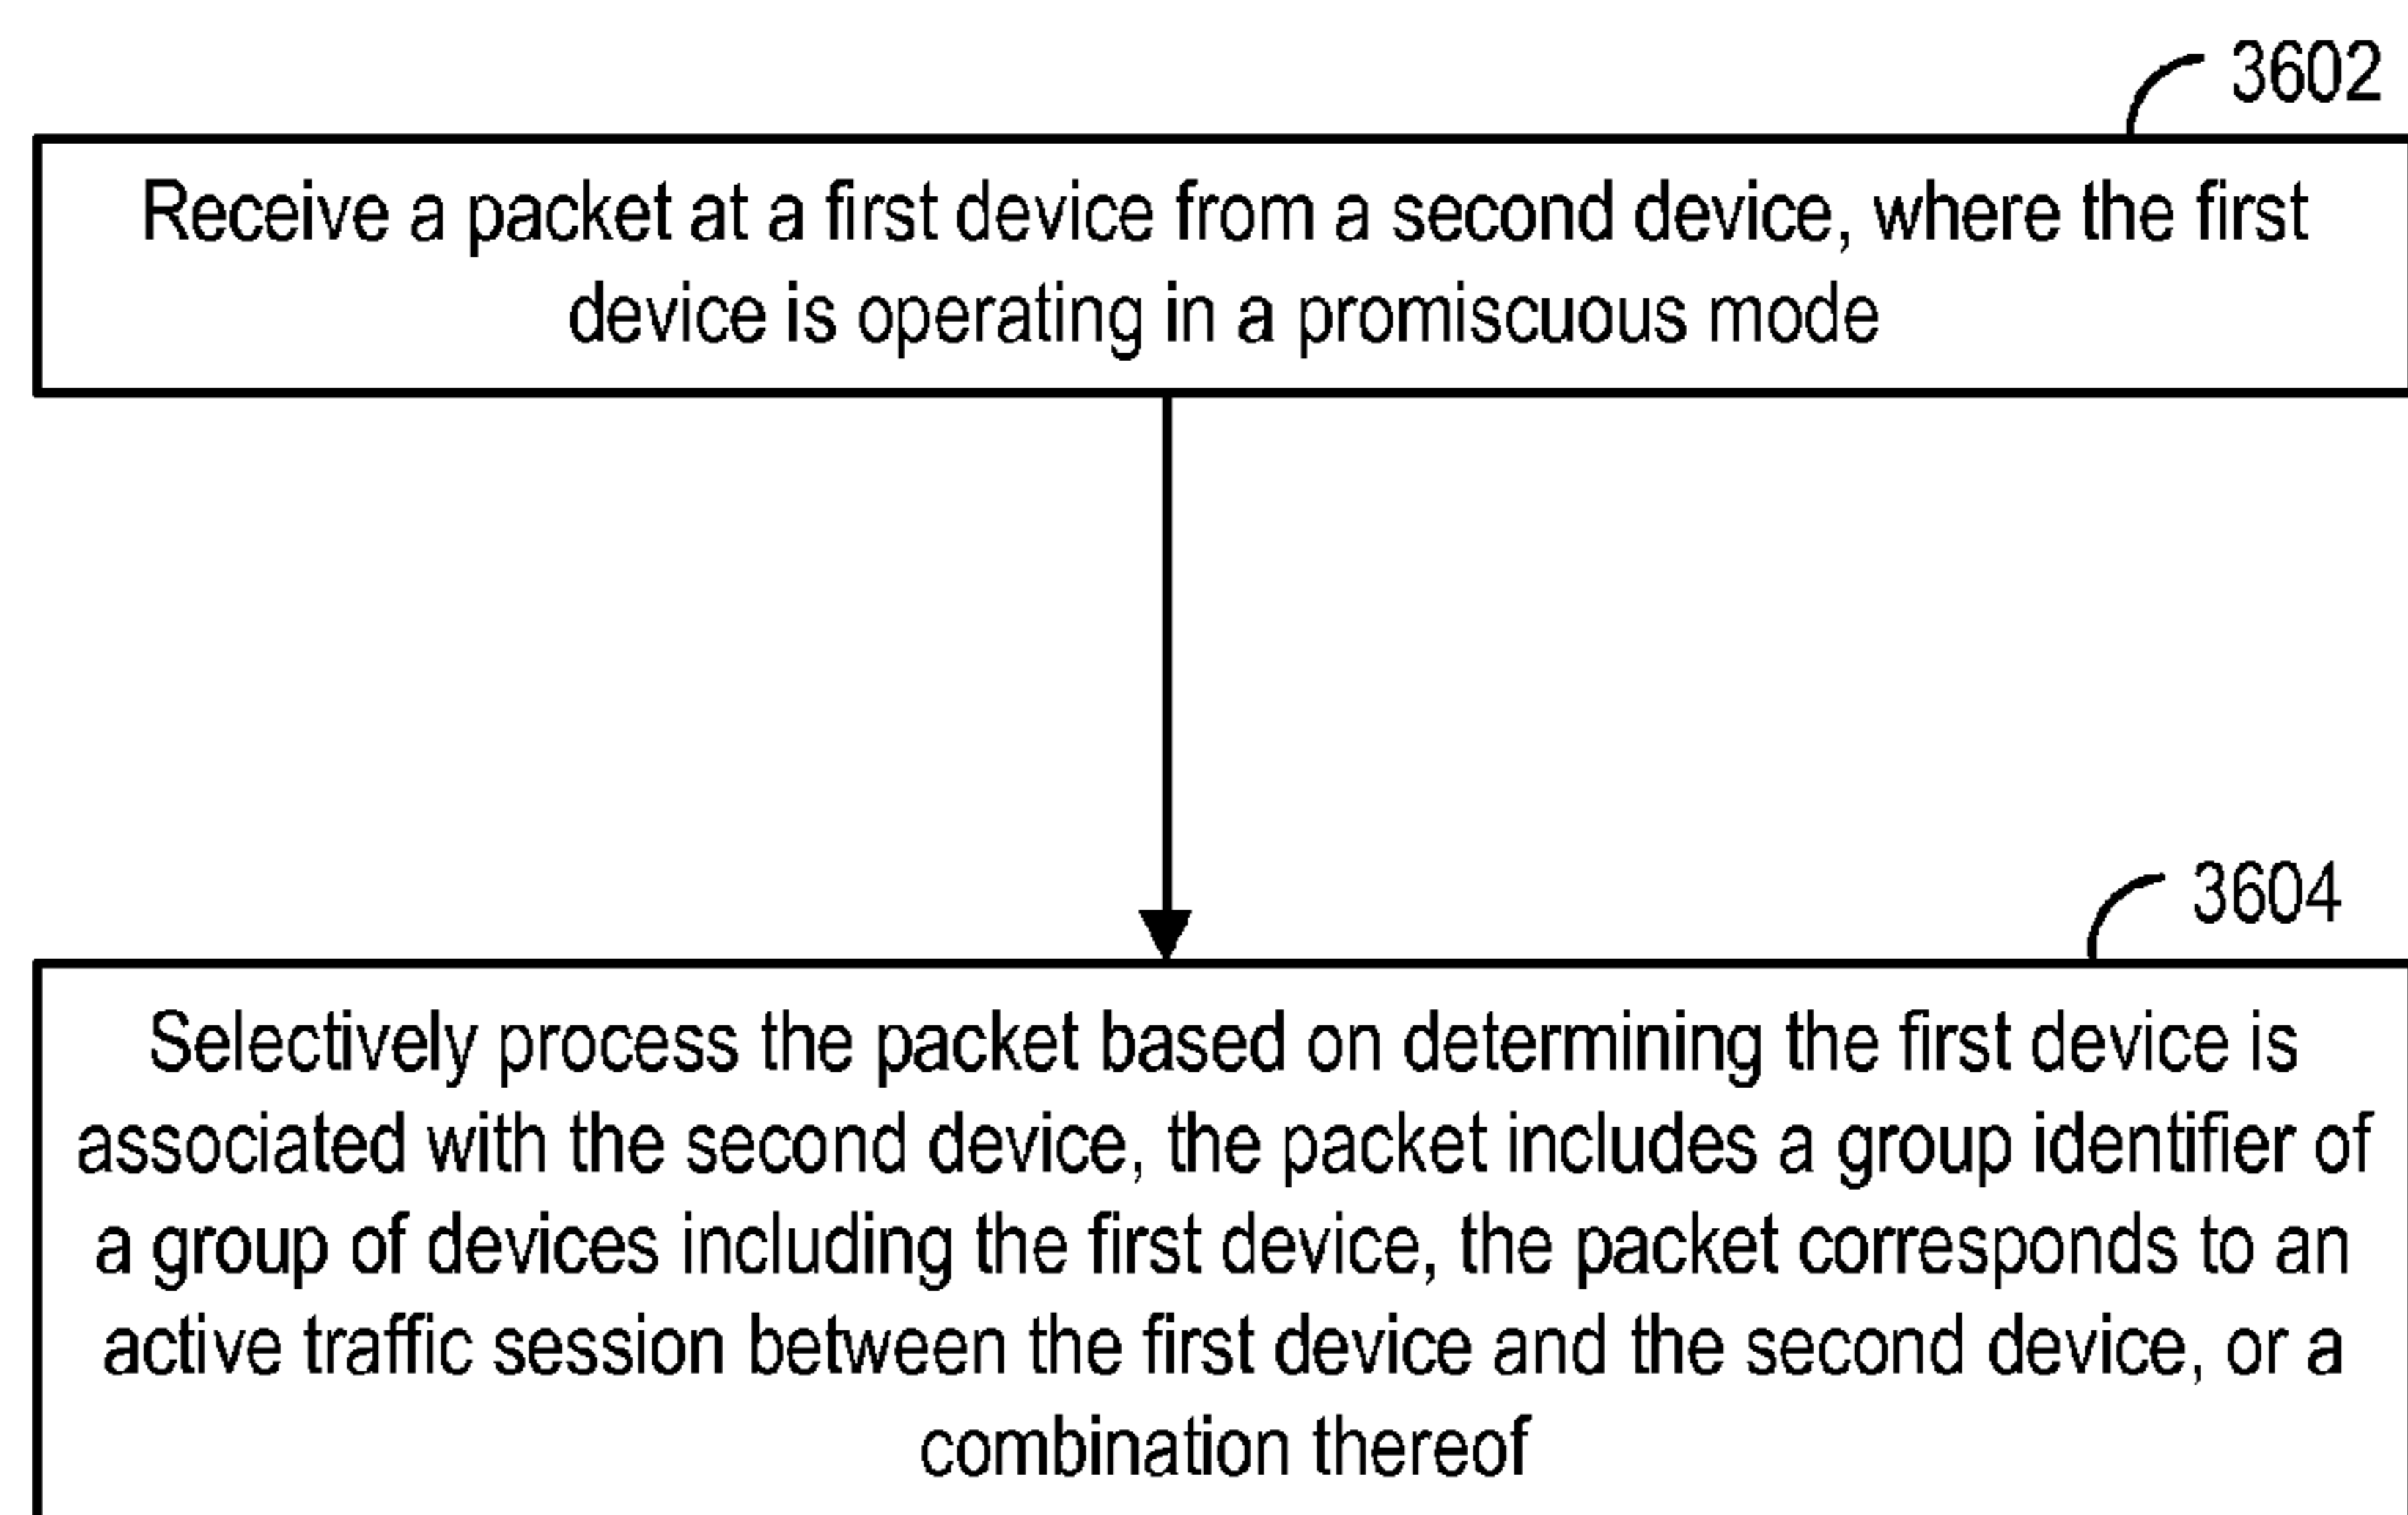 3602
Receive a packet at a first device from a second device, where the first
device is operating in a promiscuous mode
3604
Selectively process the packet based on determining the first device is
associated with the second device, the packet includes a group identifier of
a group of devices including the first device, the packet corresponds to an
active traffic session between the first device and the second device, or a
combination thereof